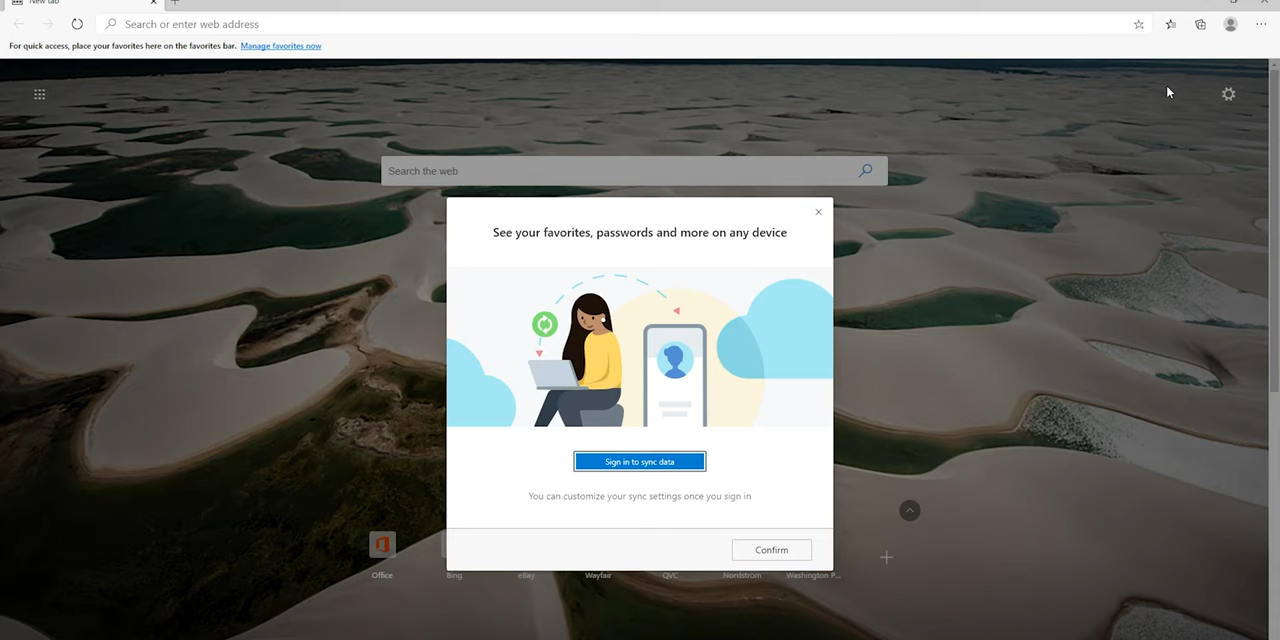 New tab
Search or enter web address
For quick access, place your favorites here on the favorites bar. Manage favorites now
Search the web
See your favorites, passwords and more on any device
Sign in to sync data
You can customize your sync settings once you sign in
Confirm
Office Bing eBay Wayfair QVC Nordstrom Washington P...